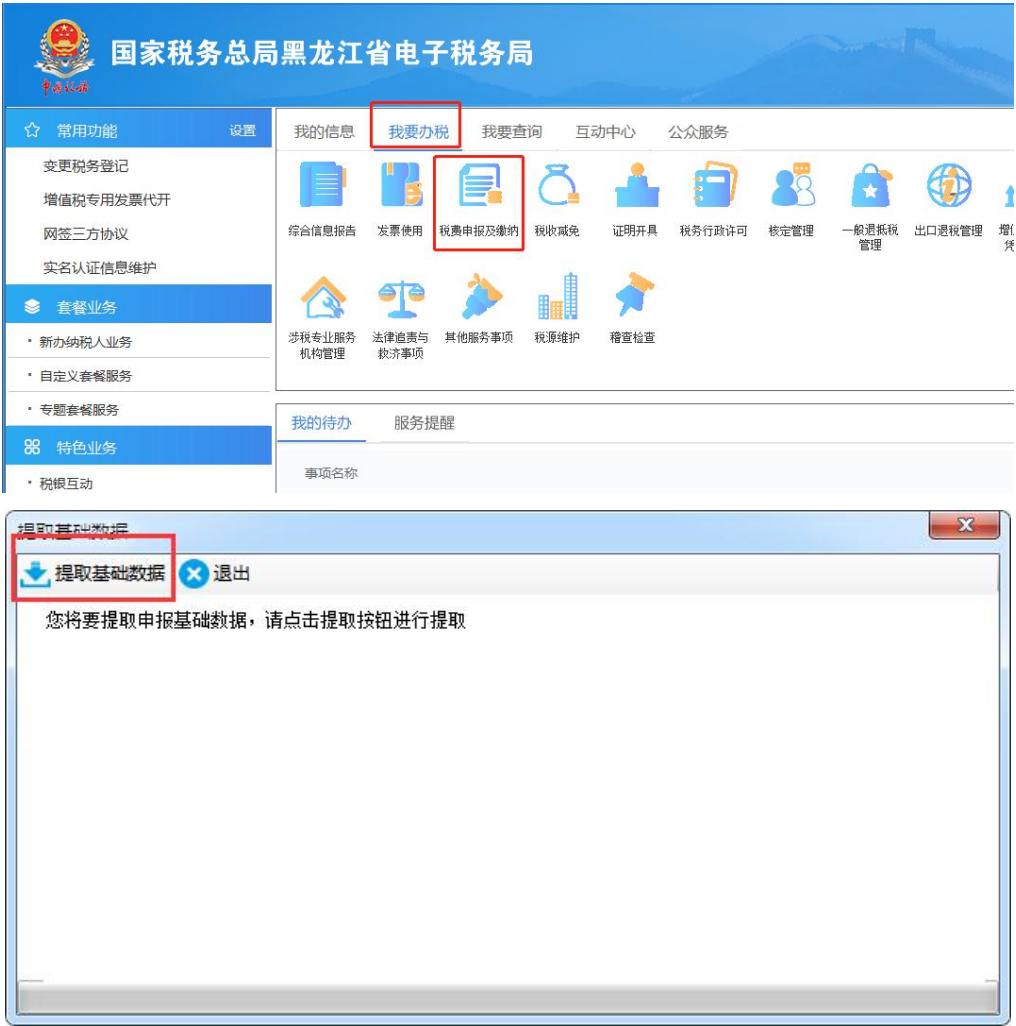 国家税务总局黑龙江省电子税务局
中国税务
常用功能 设置
变更税务登记
增值税专用发票代开
网签三方协议
实名认证信息维护
套餐业务
新办纳税人业务
自定义套餐服务
专题套餐服务
特色业务
税银互动
我的信息 我要办税 我要查询 互动中心 公众服务
综合信息报告 发票使用 税费申报及缴纳 税收减免 证明开具 税务行政许可 核定管理 一般退抵税 出口退税管理
管理
涉税专业服务 法律追责与 其他服务事项 税源维护 稽查检查
机构管理 救济事项
我的待办 服务提醒
事项名称
提取基础数据
提取基础数据 退出
您将要提取申报基础数据，请点击提取按钮进行提取